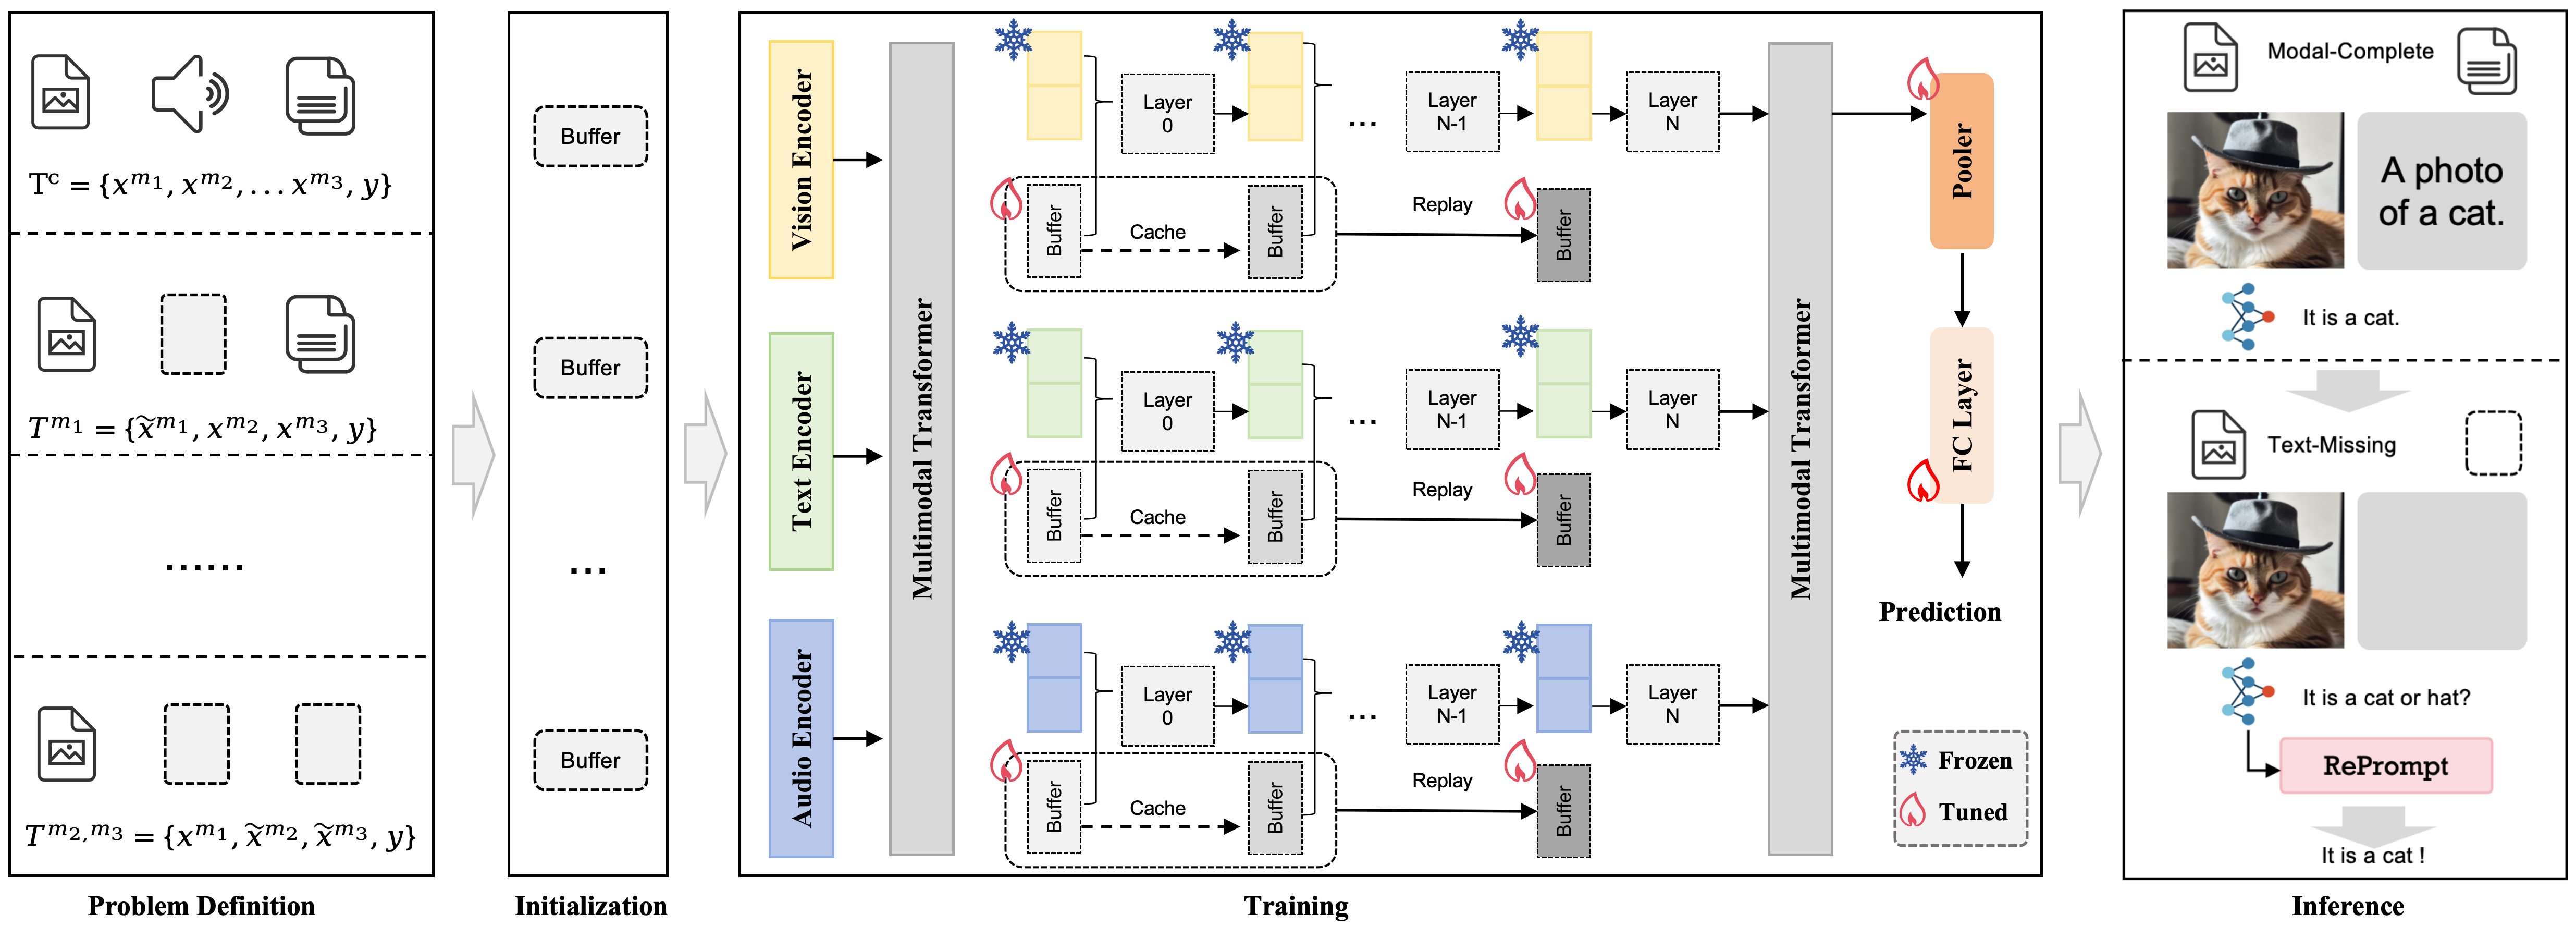 T^c = {x^{m_1}, x^{m_2}, ... x^{m_3}, y}
T^{m_1} = {x̃^{m_1}, x^{m_2}, x^{m_3}, y}
......
T^{m_2,m_3} = {x^{m_1}, x̃^{m_2}, x̃^{m_3}, y}
Problem Definition
Buffer
Buffer
...
Buffer
Initialization
Vision Encoder
Text Encoder
Audio Encoder
Multimodal Transformer
Layer
0
...
Layer
N-1
Layer
N
Buffer
Cache
Buffer
Replay
Buffer
Layer
0
...
Layer
N-1
Layer
N
Buffer
Cache
Buffer
Replay
Buffer
Layer
0
...
Layer
N-1
Layer
N
Buffer
Cache
Buffer
Replay
Buffer
Multimodal Transformer
Pooler
FC Layer
Prediction
Frozen
Tuned
Training
Modal-Complete
A photo
of a cat.
It is a cat.
Text-Missing
It is a cat or hat?
RePrompt
It is a cat !
Inference